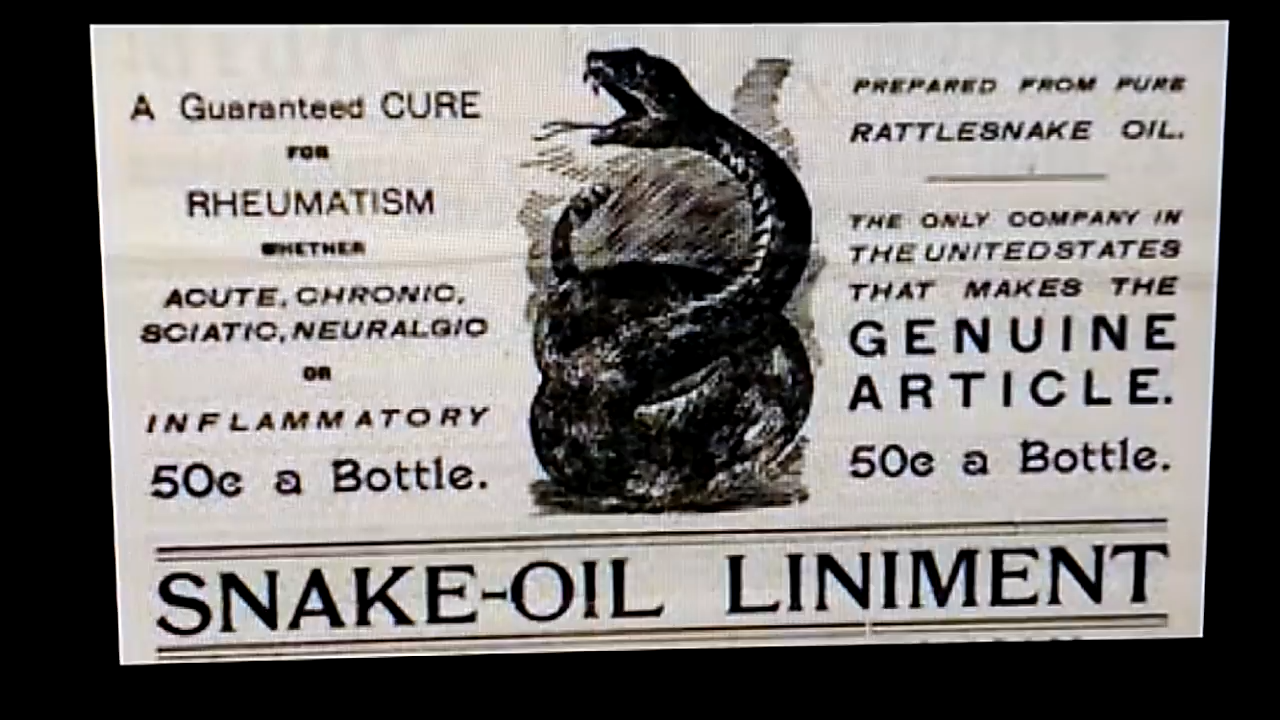 A Guaranteed CURE
FOR
RHEUMATISM
WHETHER
ACUTE, CHRONIC,
SCIATIC, NEURALGIC
OR
INFLAMMATORY
50c a Bottle.
PREPARED FROM PURE
RATTLESNAKE OIL.
THE ONLY COMPANY IN
THE UNITED STATES
THAT MAKES THE
GENUINE
ARTICLE.
50c a Bottle.
SNAKE-OIL LINIMENT